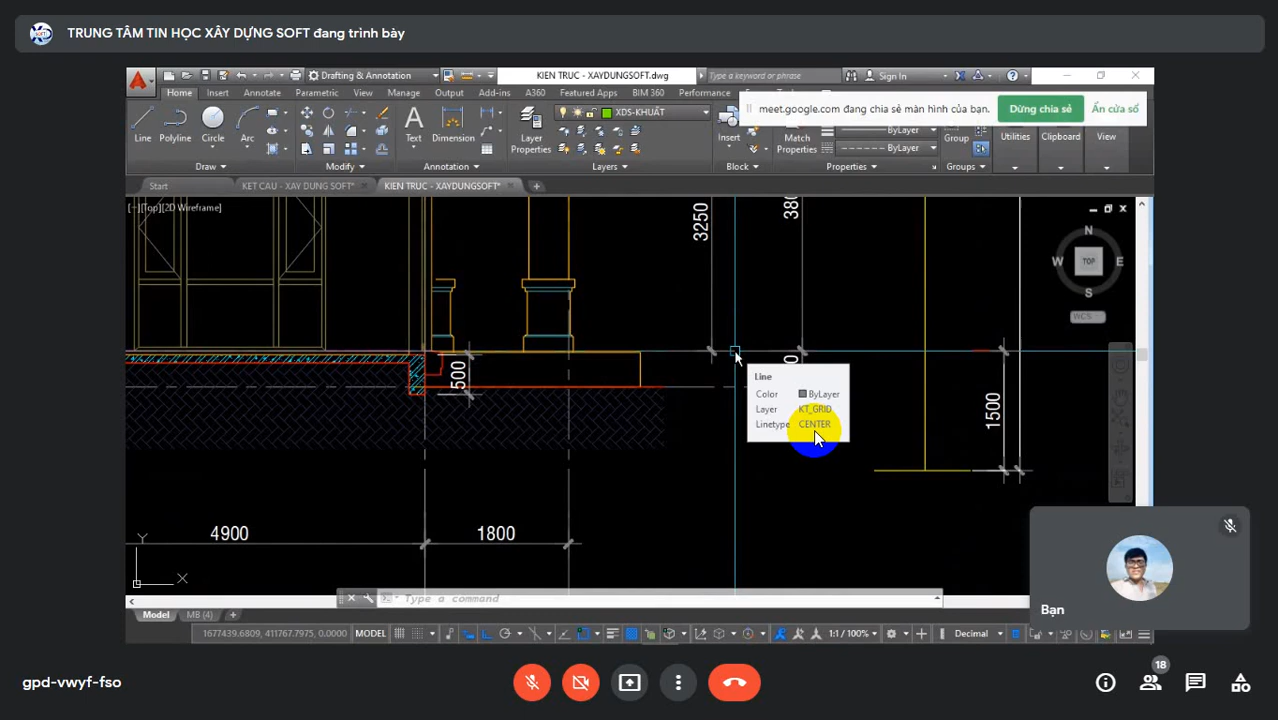 TRUNG TÂM TIN HỌC XÂY DỰNG SOFT đang trình bày
Drafting & Annotation
KIEN TRUC - XAYDUNGSOFT.dwg
Type a keyword or phrase
Sign In
Home Insert Annotate Parametric View Manage Output Add-ins A360 Featured Apps BIM 360 Performance
meet.google.com đang chia sẻ màn hình của bạn. Dừng chia sẻ Ẩn cửa sổ
XDS-KHUẤT
Line Polyline Circle Arc Text Dimension Layer Properties Insert Match Properties ByLayer ByLayer Group Utilities Clipboard View
Draw Modify Annotation Layers Block Properties Groups
Start KET CAU - XAY DUNG SOFT* KIEN TRUC - XAYDUNGSOFT*
[−][Top][2D Wireframe]
3250
380
N
W TOP E
S
WCS
500
0
1500
Line
Color ByLayer
Layer KT_GRID
Linetype CENTER
4900
1800
Y
X
Type a command
Model MB (4) +
1677439.6809, 411767.7975, 0.0000 MODEL 1:1 / 100% Decimal
Bạn
gpd-vwyf-fso
18